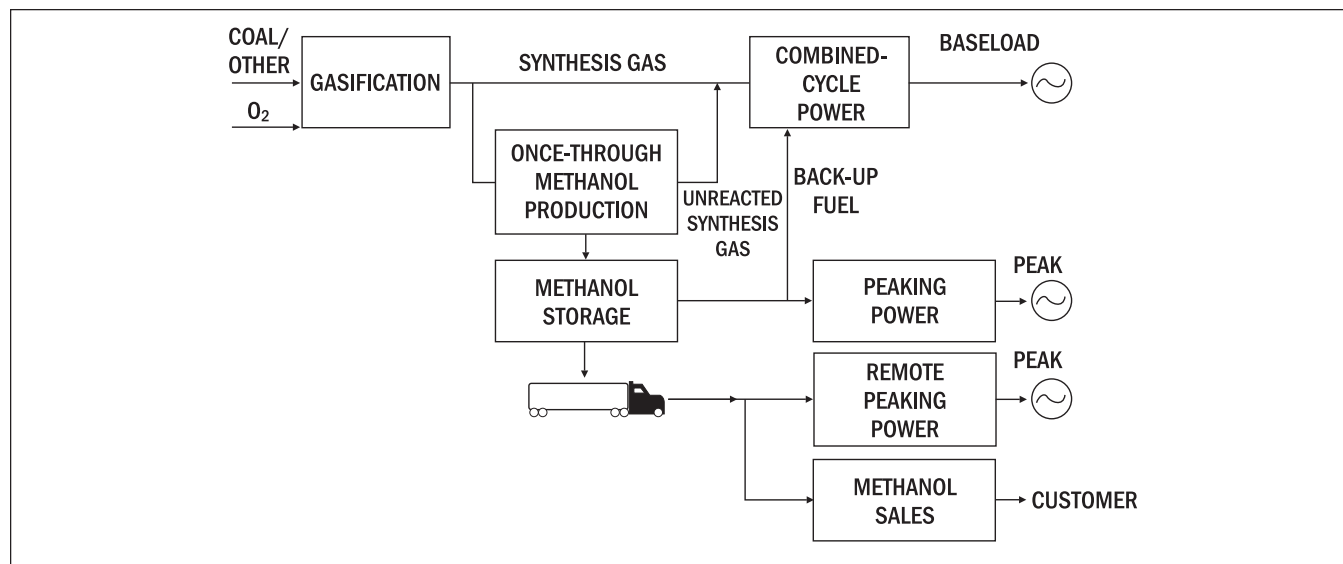 COAL/
OTHER
O₂
GASIFICATION
SYNTHESIS GAS
COMBINED-
CYCLE
POWER
BASELOAD
ONCE-THROUGH
METHANOL
PRODUCTION
UNREACTED
SYNTHESIS
GAS
BACK-UP
FUEL
METHANOL
STORAGE
PEAKING
POWER
PEAK
REMOTE
PEAKING
POWER
PEAK
METHANOL
SALES
CUSTOMER